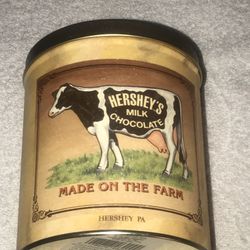 HERSHEY'S
MILK
CHOCOLATE
MADE ON THE FARM
HERSHEY PA